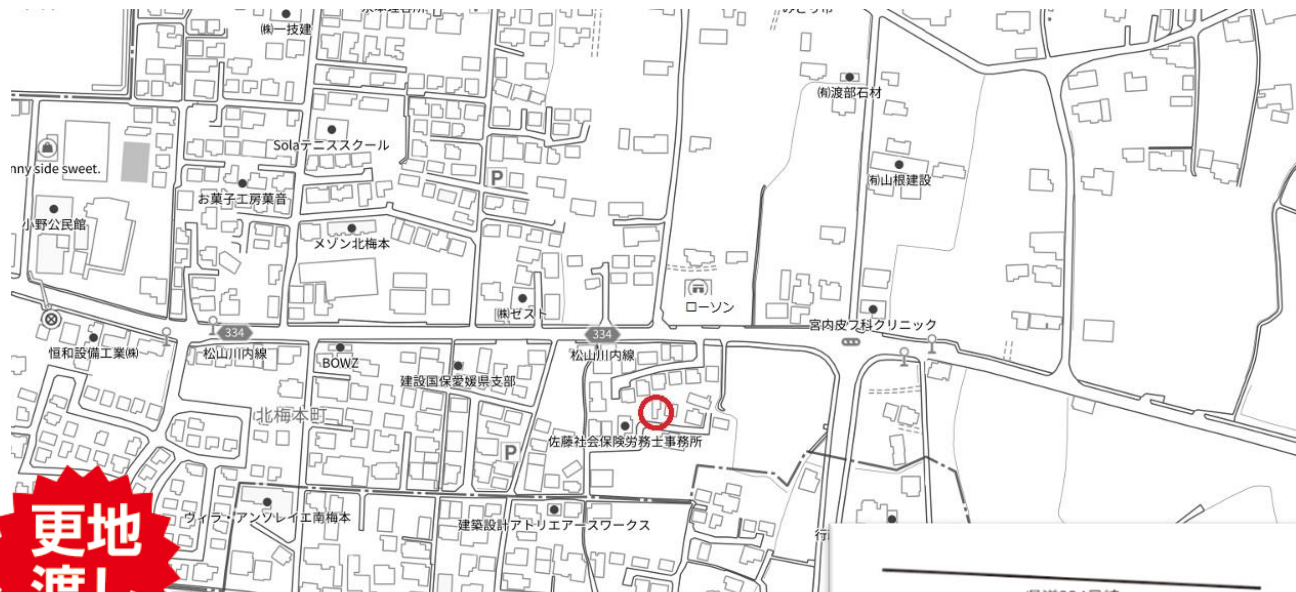 ㈱一技建
㈲渡部石材
Solaテニススクール
P
nny side sweet.
㈲山根建設
お菓子工房菓音
小野公民館
メゾン北梅本
ローソン
㈱ゼスト
宮内皮フ科クリニック
334
334
恒和設備工業㈱
松山川内線
松山川内線
BOWZ
建設国保愛媛県支部
北梅本町
佐藤社会保険労務士事務所
P
ヴィラ・アンソレイエ南梅本
建築設計アトリエアースワークス
行
更地
渡し